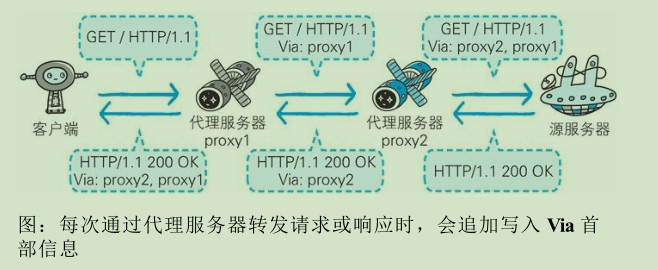 GET / HTTP/1.1
GET / HTTP/1.1
Via: proxy1
GET / HTTP/1.1
Via: proxy2, proxy1
客户端
代理服务器
proxy1
代理服务器
proxy2
源服务器
HTTP/1.1 200 OK
Via: proxy2, proxy1
HTTP/1.1 200 OK
Via: proxy2
HTTP/1.1 200 OK
图：每次通过代理服务器转发请求或响应时，会追加写入 Via 首
部信息